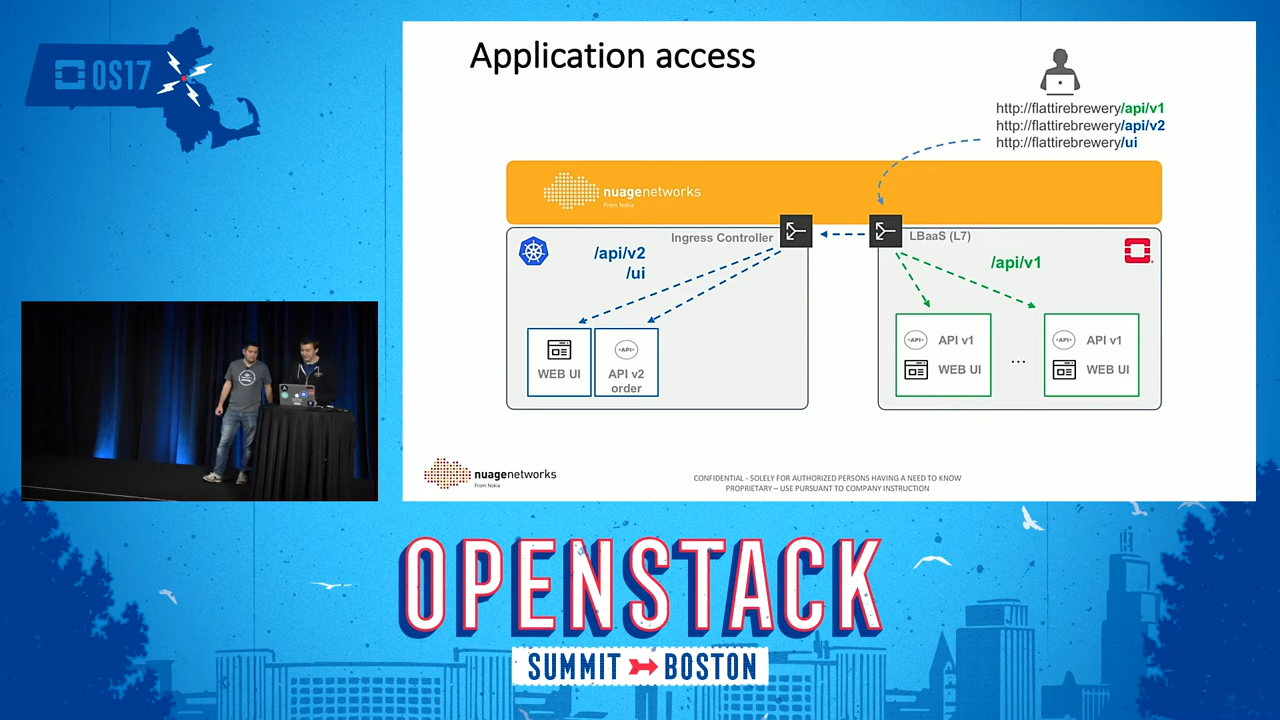 OS17
Application access
http://flattirebrewery/api/v1
http://flattirebrewery/api/v2
http://flattirebrewery/ui
nuagenetworks
From Nokia
Ingress Controller
LBaaS (L7)
/api/v2
/ui
/api/v1
WEB UI
<API>
API v2
order
<API>
API v1
WEB UI
...
<API>
API v1
WEB UI
nuagenetworks
From Nokia
CONFIDENTIAL - SOLELY FOR AUTHORIZED PERSONS HAVING A NEED TO KNOW
PROPRIETARY – USE PURSUANT TO COMPANY INSTRUCTION
OPENSTACK
SUMMIT BOSTON